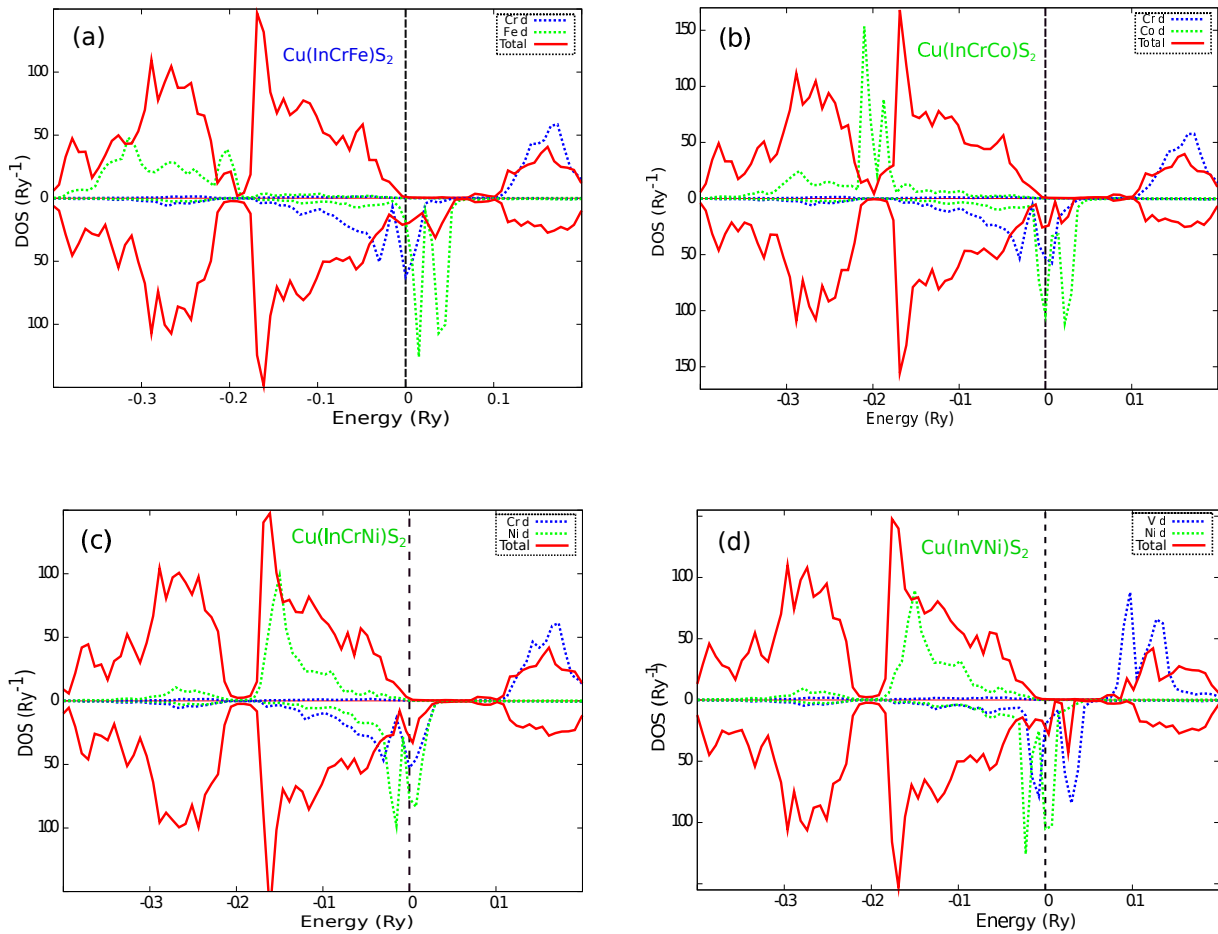 (a)
Cu(InCrFe)S2
Cr d
Fe d
Total
DOS (Ry-1)
100
50
0
50
100
-0.3
-0.2
-0.1
0
0.1
Energy (Ry)
(b)
Cu(InCrCo)S2
Cr d
Co d
Total
DOS (Ry-1)
150
100
50
0
50
100
150
-0.3
-0.2
-0.1
0
0.1
Energy (Ry)
(c)
Cu(InCrNi)S2
Cr d
Ni d
Total
DOS (Ry-1)
100
50
0
50
100
-0.3
-0.2
-0.1
0
0.1
Energy (Ry)
(d)
Cu(InVNi)S2
V d
Ni d
Total
DOS (Ry-1)
100
50
0
50
100
-0.3
-0.2
-0.1
0
0.1
Energy (Ry)